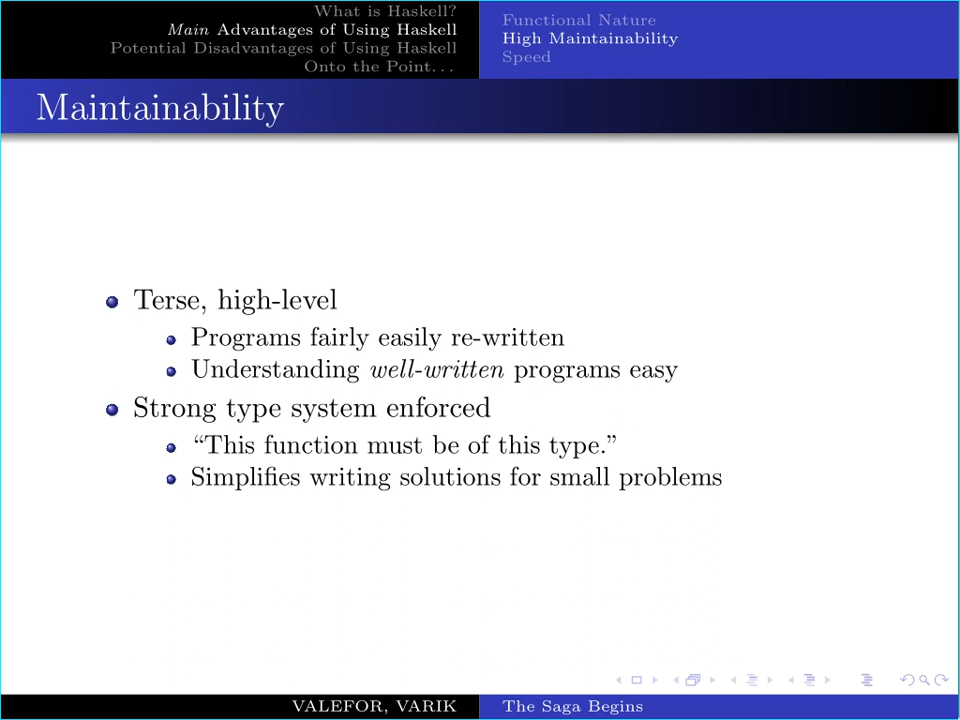 What is Haskell?
Main Advantages of Using Haskell
Potential Disadvantages of Using Haskell
Onto the Point. . .
Functional Nature
High Maintainability
Speed
Maintainability
Terse, high-level
Programs fairly easily re-written
Understanding well-written programs easy
Strong type system enforced
“This function must be of this type.”
Simplifies writing solutions for small problems
VALEFOR, VARIK
The Saga Begins